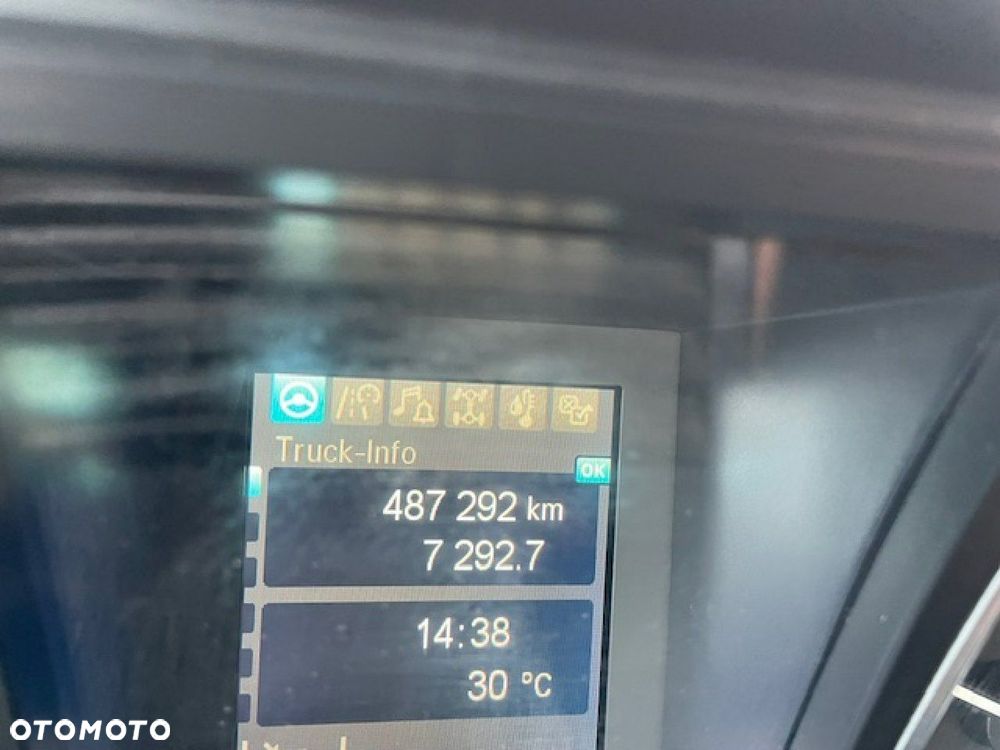 Truck-Info
OK
487 292 km
7 292.7
14:38
30 °C
OTOMOTO